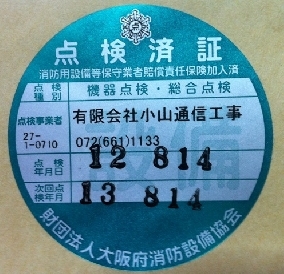 点検済証
消防用設備等保守業者賠償責任保険加入済
点検種別 機器点検・総合点検
点検事業者 有限会社小山通信工事
27-1-0710 072(661)1133
点検年月日 12 8 14
次回点検年月 13 8 14
設備
財団法人大阪府消防設備協会